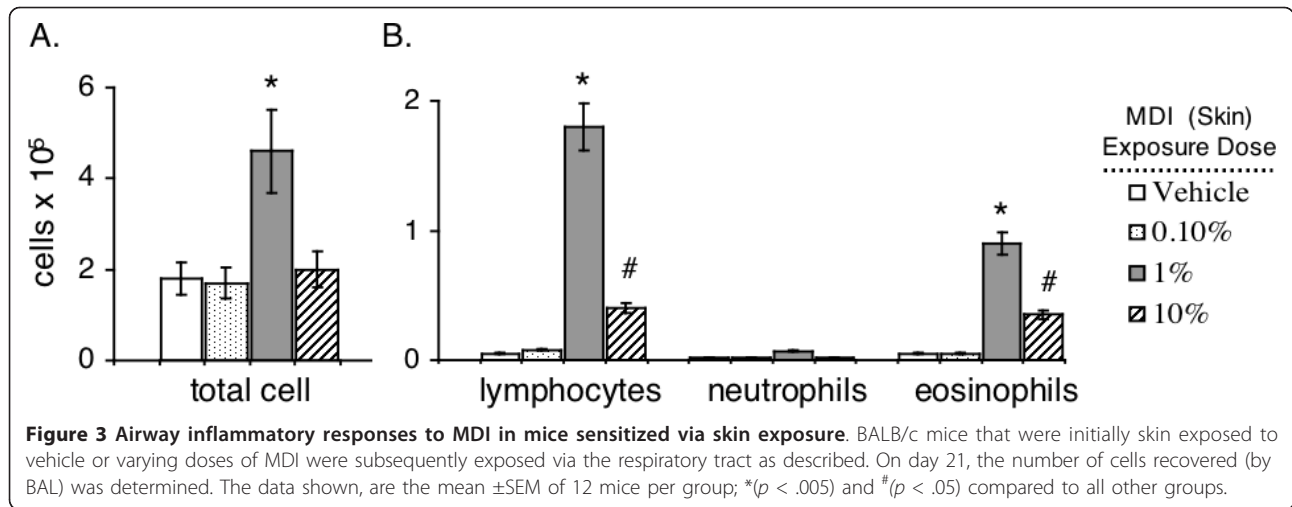 A.
B.
6
4
2
0
cells x 10⁵
*
total cell
2
1
0
*
#
*
#
lymphocytes
neutrophils
eosinophils
MDI (Skin)
Exposure Dose
Vehicle
0.10%
1%
10%
Figure 3 Airway inflammatory responses to MDI in mice sensitized via skin exposure. BALB/c mice that were initially skin exposed to
vehicle or varying doses of MDI were subsequently exposed via the respiratory tract as described. On day 21, the number of cells recovered (by
BAL) was determined. The data shown, are the mean ±SEM of 12 mice per group; *(p < .005) and #(p < .05) compared to all other groups.